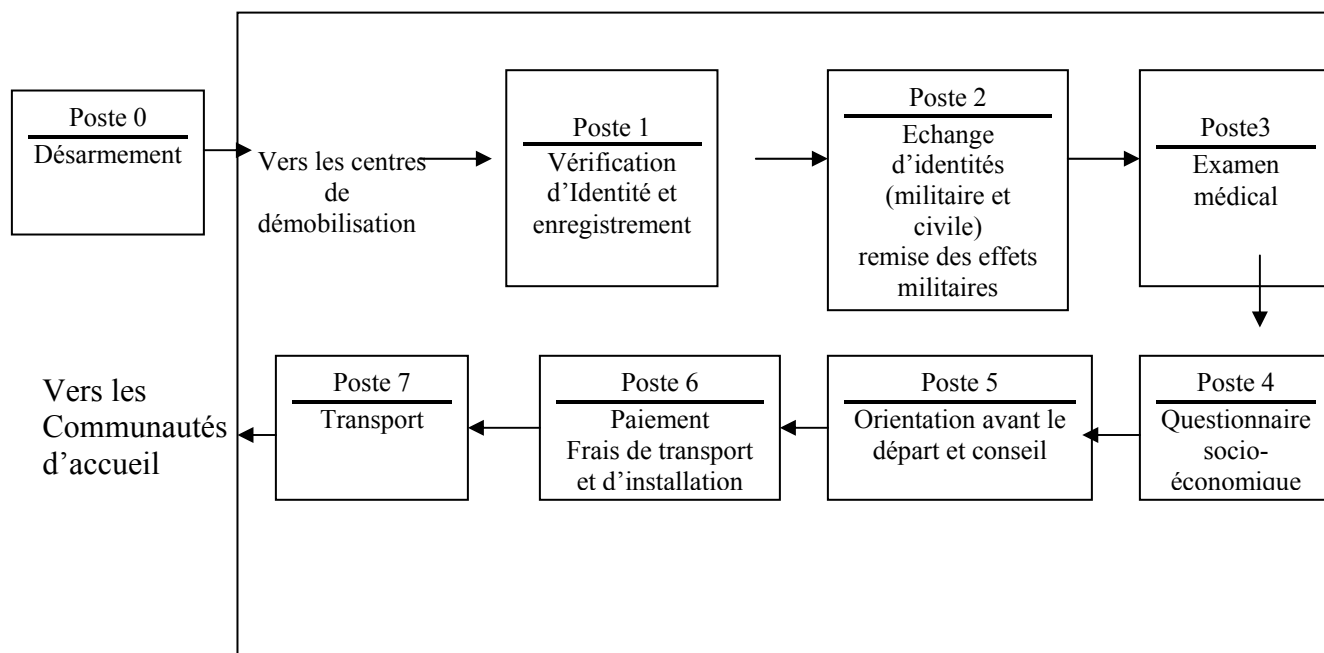 Poste 0
Désarmement
Vers les centres
de
démobilisation
Poste 1
Vérification
d’Identité et
enregistrement
Poste 2
Echange
d’identités
(militaire et
civile)
remise des effets
militaires
Poste3
Examen
médical
Poste 4
Questionnaire
socio-
économique
Poste 5
Orientation avant le
départ et conseil
Poste 6
Paiement
Frais de transport
et d’installation
Poste 7
Transport
Vers les
Communautés
d’accueil